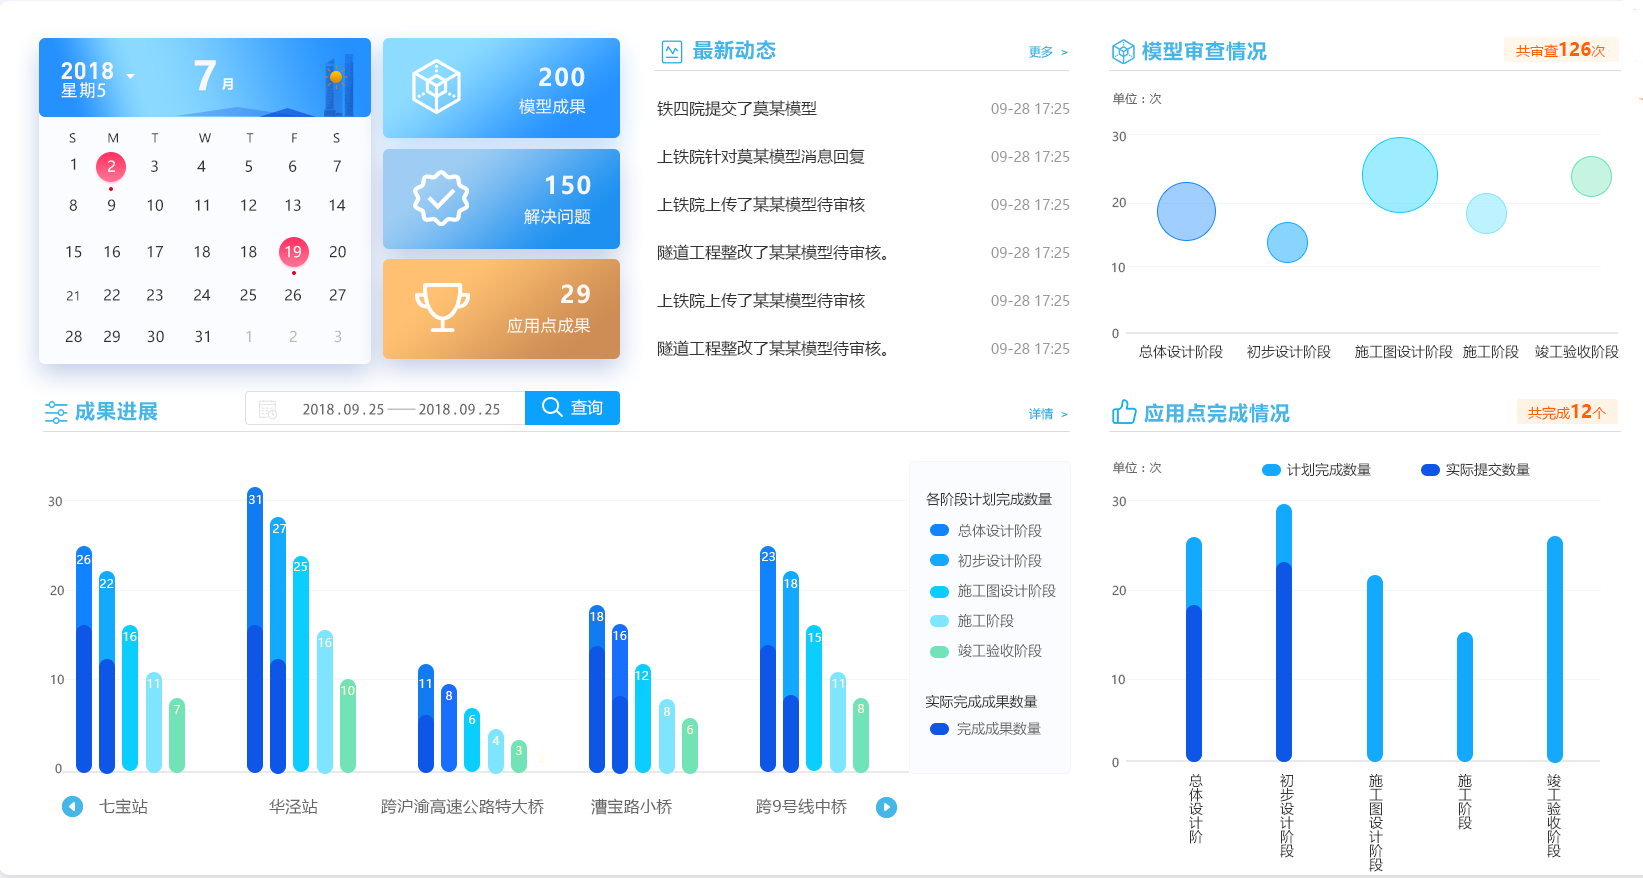 2018
星期5
7月
S M T W T F S
1 2 3 4 5 6 7
8 9 10 11 12 13 14
15 16 17 18 18 19 20
21 22 23 24 25 26 27
28 29 30 31 1 2 3
200
模型成果
150
解决问题
29
应用点成果
最新动态
更多 >
铁四院提交了莫某模型 09-28 17:25
上铁院针对莫某模型消息回复 09-28 17:25
上铁院上传了某某模型待审核 09-28 17:25
隧道工程整改了某某模型待审核。 09-28 17:25
上铁院上传了某某模型待审核 09-28 17:25
隧道工程整改了某某模型待审核。 09-28 17:25
模型审查情况
共审查126次
单位：次
30
20
10
0
总体设计阶段 初步设计阶段 施工图设计阶段 施工阶段 竣工验收阶段
成果进展
2018.09.25——2018.09.25
查询
详情 >
30
20
10
0
26 22 16 11 7
31 27 25 16 10
11 8 6 4 3 2
18 16 12 8 6
23 18 15 11 8
七宝站 华泾站 跨沪渝高速公路特大桥 漕宝路小桥 跨9号线中桥
各阶段计划完成数量
总体设计阶段
初步设计阶段
施工图设计阶段
施工阶段
竣工验收阶段
实际完成成果数量
完成成果数量
应用点完成情况
共完成12个
单位：次
计划完成数量 实际提交数量
30
20
10
0
总体设计阶
初步设计阶段
施工图设计阶段
施工阶段
竣工验收阶段